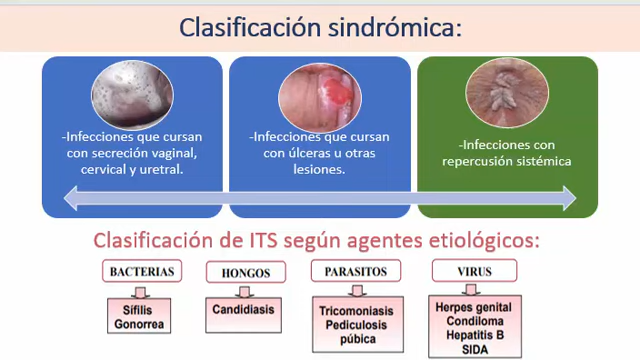 Clasificación sindrómica:
-Infecciones que cursan
con secreción vaginal,
cervical y uretral.
-Infecciones que cursan
con úlceras u otras
lesiones.
-Infecciones con
repercusión sistémica
Clasificación de ITS según agentes etiológicos:
BACTERIAS
Sífilis
Gonorrea
HONGOS
Candidiasis
PARASITOS
Tricomoniasis
Pediculosis
púbica
VIRUS
Herpes genital
Condiloma
Hepatitis B
SIDA